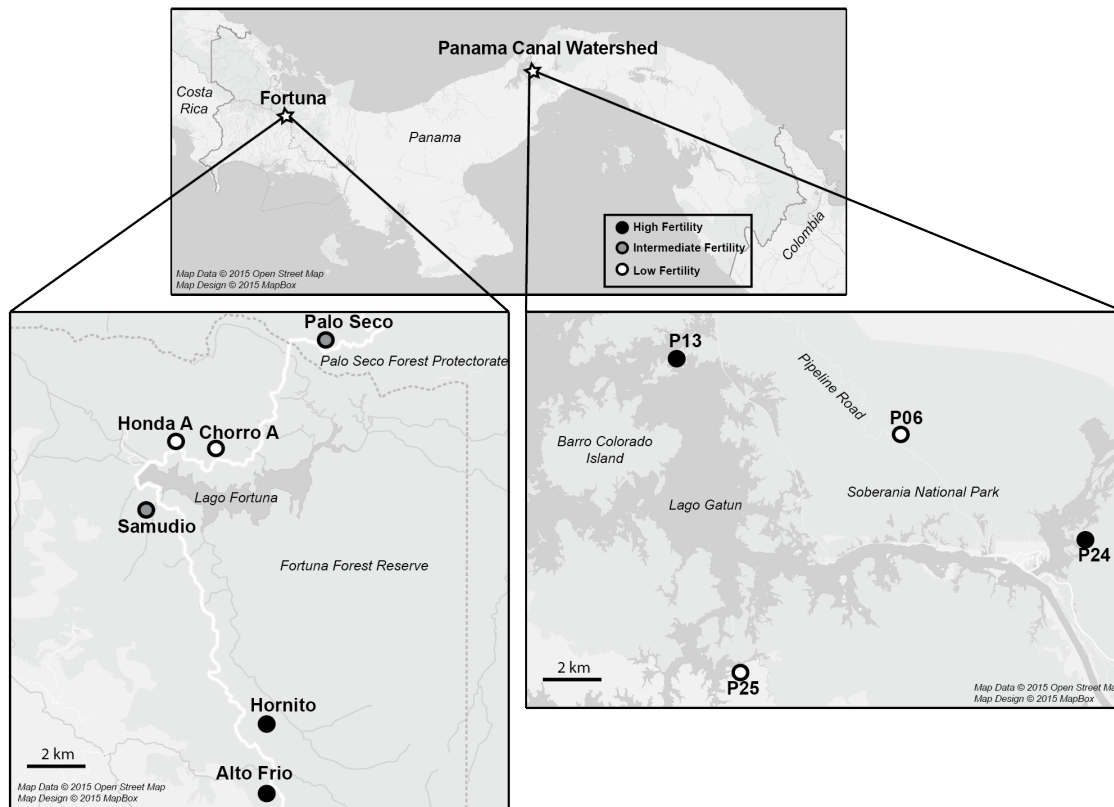 Panama Canal Watershed
Costa
Rica
Fortuna
Panama
Colombia
High Fertility
Intermediate Fertility
Low Fertility
Map Data © 2015 Open Street Map
Map Design © 2015 MapBox
Palo Seco
Palo Seco Forest Protectorate
Honda A
Chorro A
Lago Fortuna
Samudio
Fortuna Forest Reserve
Hornito
2 km
Alto Frio
Map Data © 2015 Open Street Map
Map Design © 2015 MapBox
P13
Pipeline Road
P06
Barro Colorado
Island
Lago Gatun
Soberania National Park
P24
2 km
P25
Map Data © 2015 Open Street Map
Map Design © 2015 MapBox